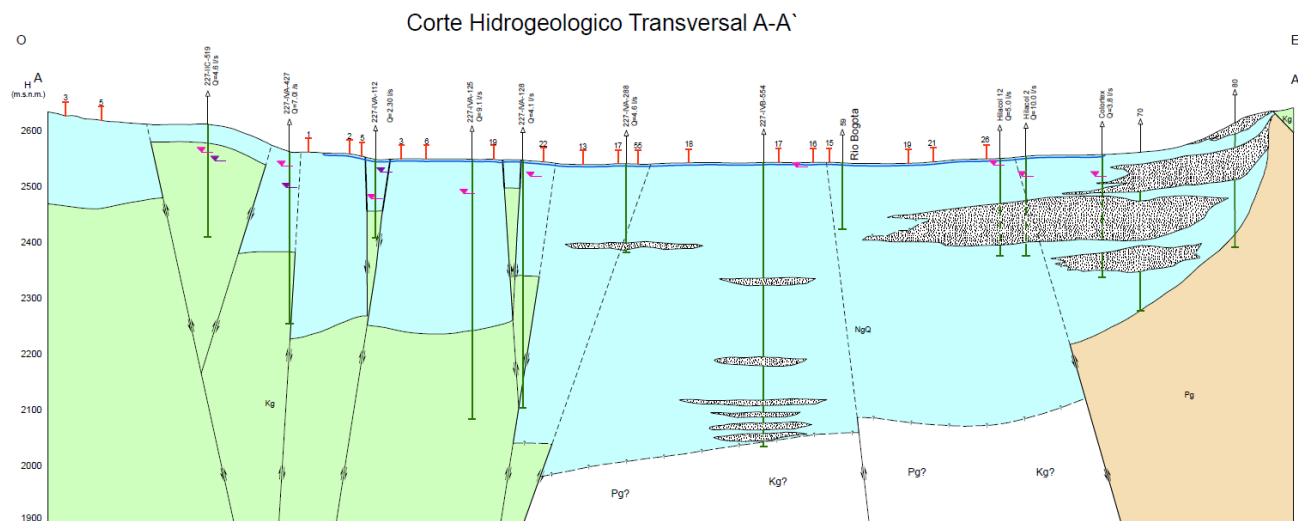 Corte Hidrogeologico Transversal A-A`
O
E
H
A
(m.s.n.m.)
A
3
5
227-IIC-519
Q=4.6 l/s
227-IVA-427
Q=7.0l /s
1
2
5
227-IVA-112
Q=2.30l/s
3
8
227-IVA-125
Q=9.1 l/s
19
227-IVA-128
Q=4.1 l/s
22
13
17
227-IVA-288
Q=4.6 l/s
55
18
227-IVB-554
17
16
15
59
Rio Bogota
19
21
26
Hilacol 12
Q=5.0 l/s
Hilacol 2
Q=10.0 l/s
Colortex
Q=3.8 l/s
70
80
Kg
2600
2500
2400
2300
2200
2100
2000
1900
NgQ
Kg
Pg
Pg?
Kg?
Pg?
Kg?